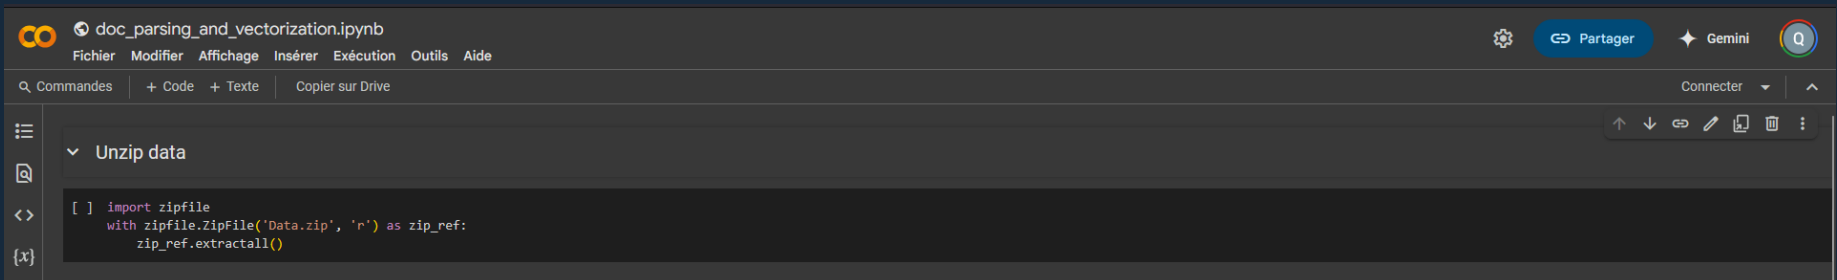 doc_parsing_and_vectorization.ipynb
Partager
Gemini
Q
Fichier Modifier Affichage Insérer Exécution Outils Aide
Commandes + Code + Texte Copier sur Drive
Connecter
Unzip data
[ ] import zipfile
with zipfile.ZipFile('Data.zip', 'r') as zip_ref:
    zip_ref.extractall()
{x}